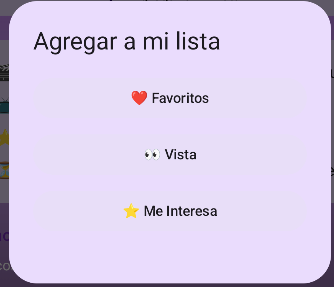 Agregar a mi lista
❤️ Favoritos
👀 Vista
⭐ Me Interesa